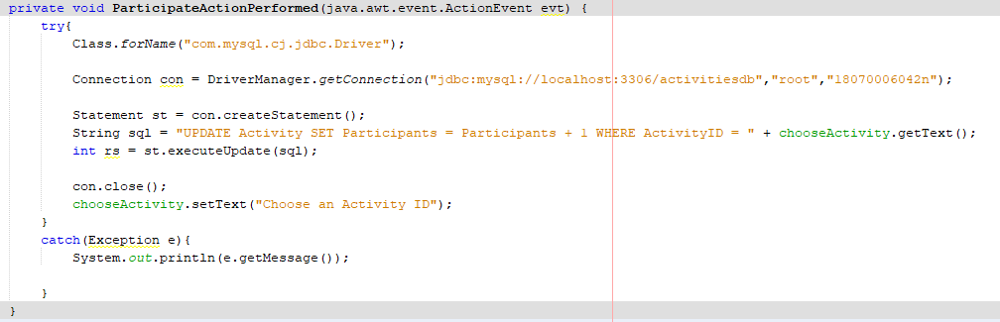 private void ParticipateActionPerformed(java.awt.event.ActionEvent evt) {
try{
Class.forName("com.mysql.cj.jdbc.Driver");
Connection con = DriverManager.getConnection("jdbc:mysql://localhost:3306/activitiesdb","root","18070006042n");
Statement st = con.createStatement();
String sql = "UPDATE Activity SET Participants = Participants + 1 WHERE ActivityID = " + chooseActivity.getText();
int rs = st.executeUpdate(sql);
con.close();
chooseActivity.setText("Choose an Activity ID");
}
catch(Exception e){
System.out.println(e.getMessage());
}
}